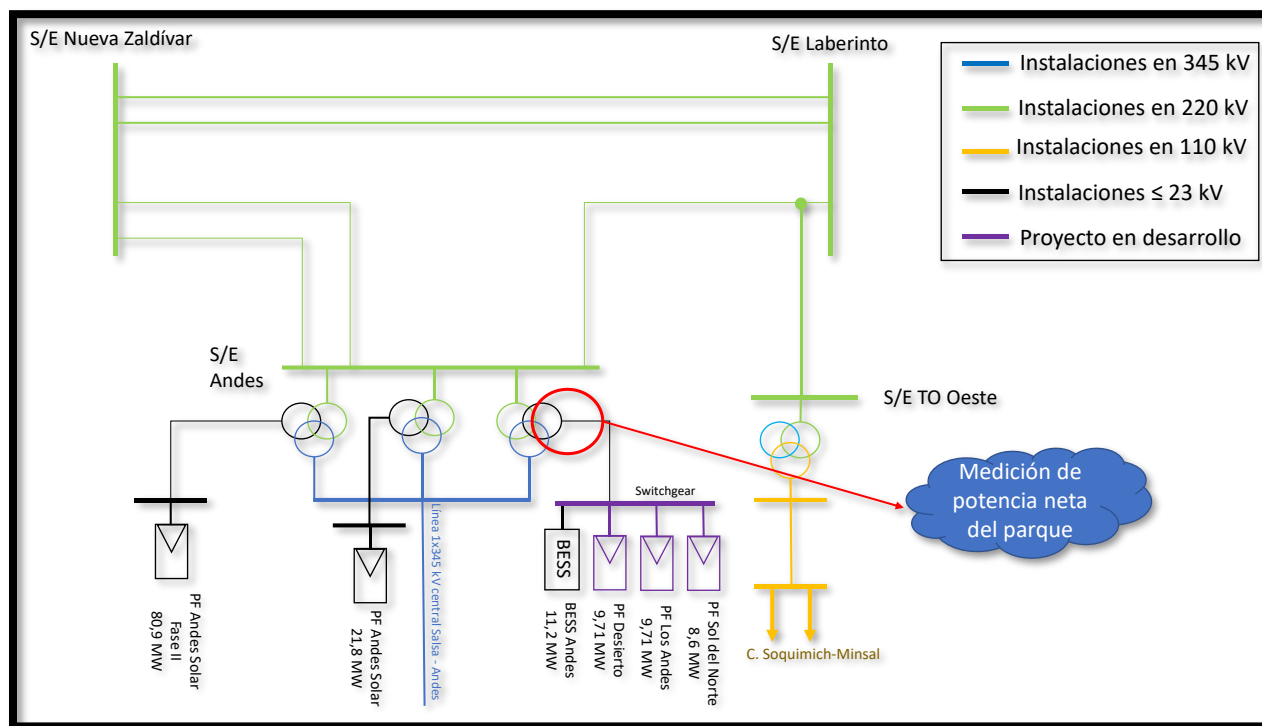 S/E Nueva Zaldívar
S/E Laberinto
Instalaciones en 345 kV
Instalaciones en 220 kV
Instalaciones en 110 kV
Instalaciones ≤ 23 kV
Proyecto en desarrollo
S/E
Andes
S/E TO Oeste
Medición de
potencia neta
del parque
Switchgear
Línea 1x345 kV central Salsa - Andes
BESS
PF Andes Solar
Fase II
80,9 MW
PF Andes Solar
21,8 MW
BESS Andes
11,2 MW
PF Desierto
9,71 MW
PF Los Andes
9,71 MW
PF Sol del Norte
8,6 MW
C. Soquimich-Minsal